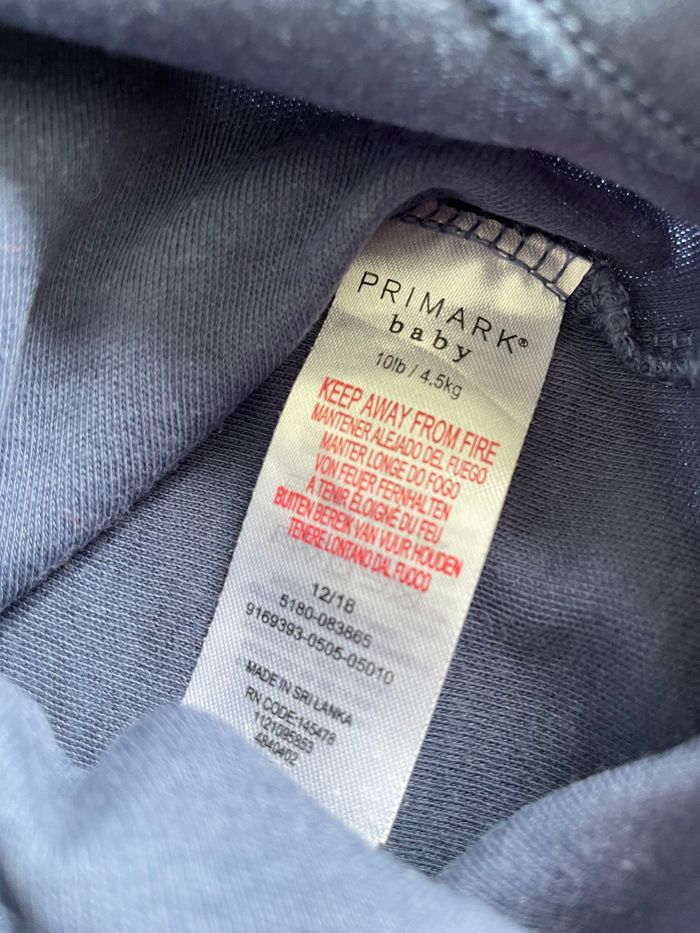 PRIMARK®
baby
10lb / 4.5kg
KEEP AWAY FROM FIRE
MANTENER ALEJADO DEL FUEGO
MANTER LONGE DO FOGO
VON FEUER FERNHALTEN
À TENIR ÉLOIGNÉ DU FEU
BUITEN BEREIK VAN VUUR HOUDEN
TENERE LONTANO DAL FUOCO
12/18
5180-083865
9169393-0505-05010
MADE IN SRI LANKA
RN CODE:145478
1121085353
4840402